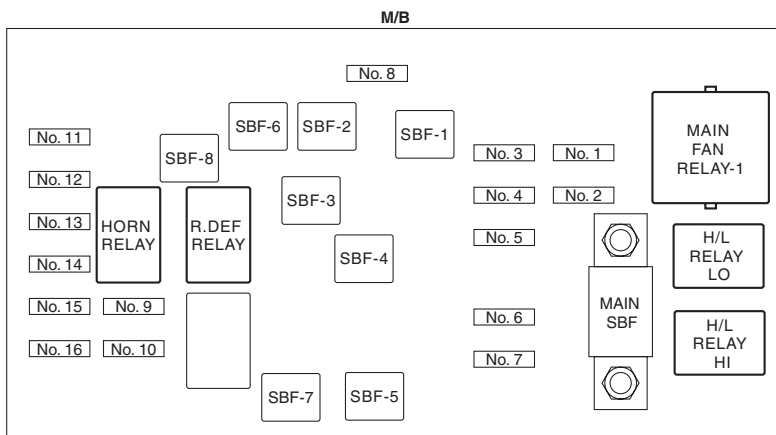 M/B
No. 8
SBF-6
SBF-2
SBF-1
No. 11
SBF-8
No. 3
No. 1
MAIN
FAN
RELAY-1
No. 12
SBF-3
No. 4
No. 2
No. 13
HORN
RELAY
R.DEF
RELAY
No. 5
H/L
RELAY
LO
No. 14
SBF-4
No. 15
No. 9
MAIN
SBF
No. 6
H/L
RELAY
HI
No. 16
No. 10
No. 7
SBF-7
SBF-5